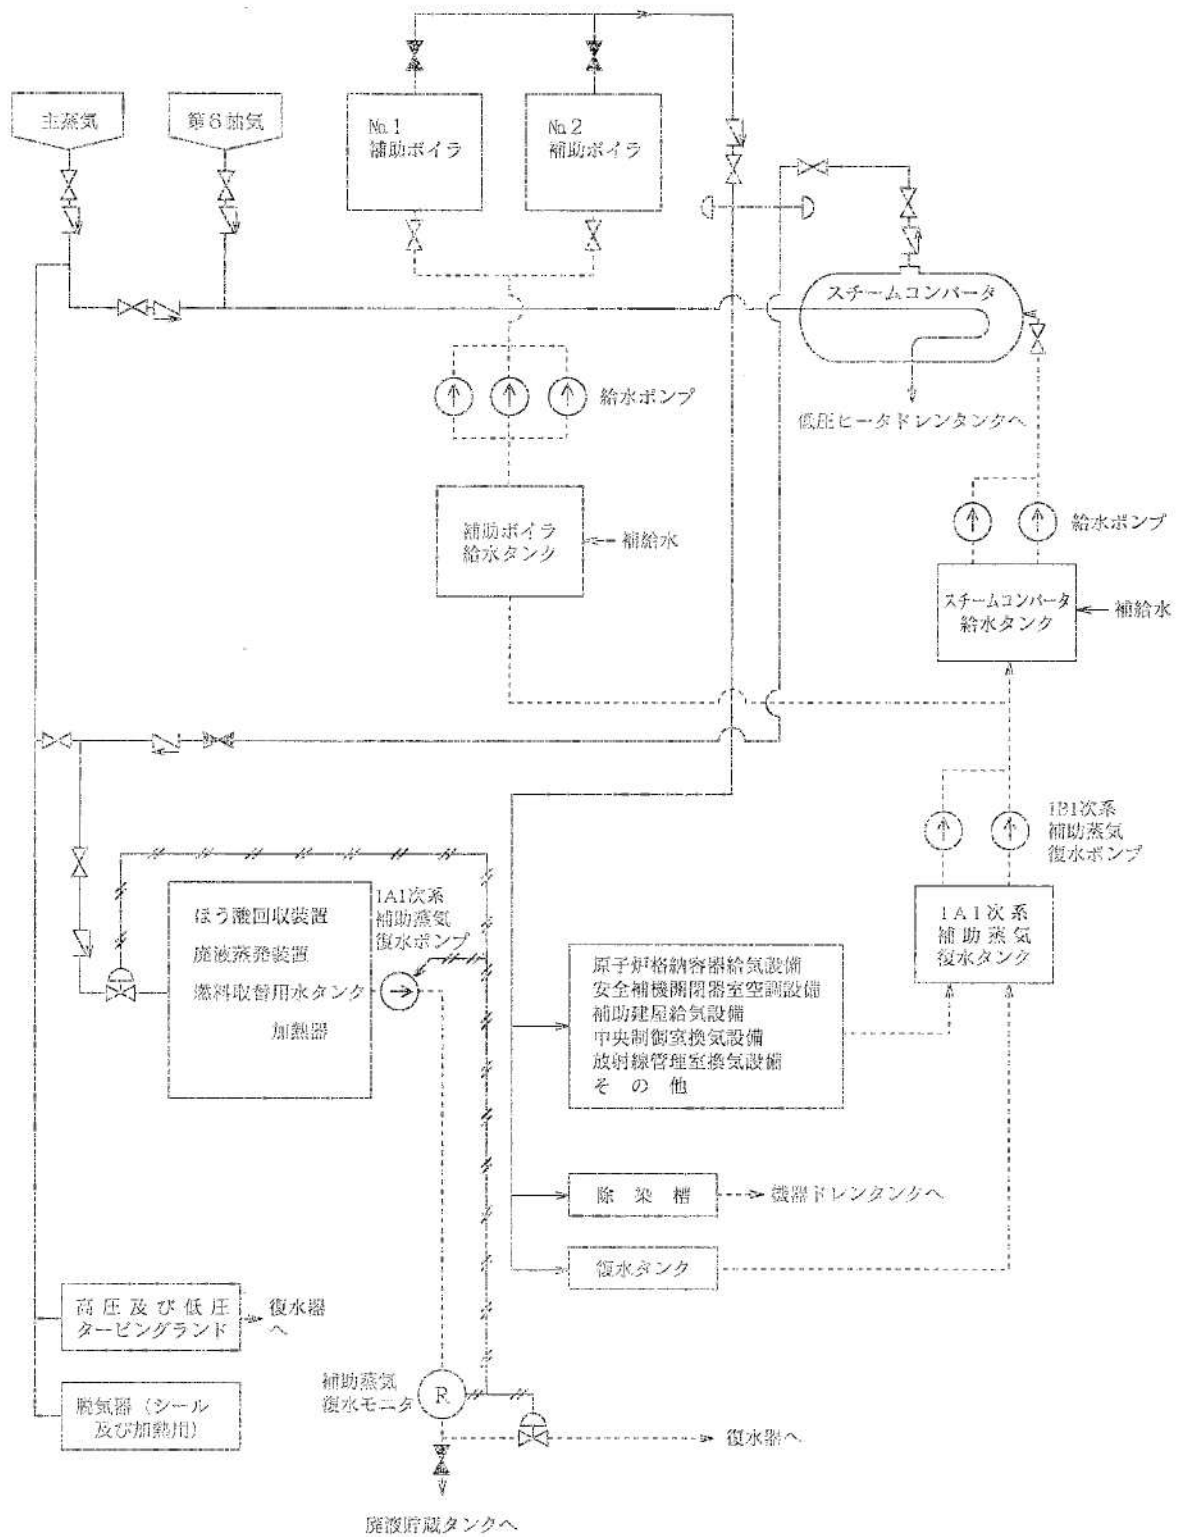 主蒸気
第6抽気
No.1
補助ボイラ
No.2
補助ボイラ
スチームコンバータ
給水ポンプ
低圧ヒータドレンタンクへ
補助ボイラ
給水タンク
補給水
給水ポンプ
スチームコンバータ
給水タンク
補給水
1B1次系
補助蒸気
復水ポンプ
1A1次系
補助蒸気
復水ポンプ
ほう酸回収装置
廃液蒸発装置
燃料取替用水タンク
加熱器
1A1次系
補助蒸気
復水タンク
原子炉格納容器給気設備
安全補機開閉器室空調設備
補助建屋給気設備
中央制御室換気設備
放射線管理室換気設備
その他
除染槽
機器ドレンタンクへ
復水タンク
高圧及び低圧
タービングランド
復水器
へ
脱気器(シール
及び加熱用)
補助蒸気
復水モニタ
R
復水器へ
廃液貯蔵タンクへ